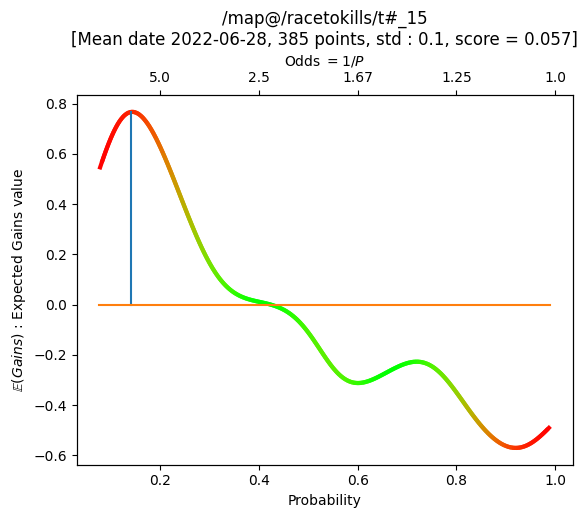 /map@/racetokills/t#_15
[Mean date 2022-06-28, 385 points, std : 0.1, score = 0.057]
Odds = 1/P
5.0 2.5 1.67 1.25 1.0
0.8
0.6
0.4
0.2
0.0
−0.2
−0.4
−0.6
𝔼(Gains) : Expected Gains value
0.2 0.4 0.6 0.8 1.0
Probability